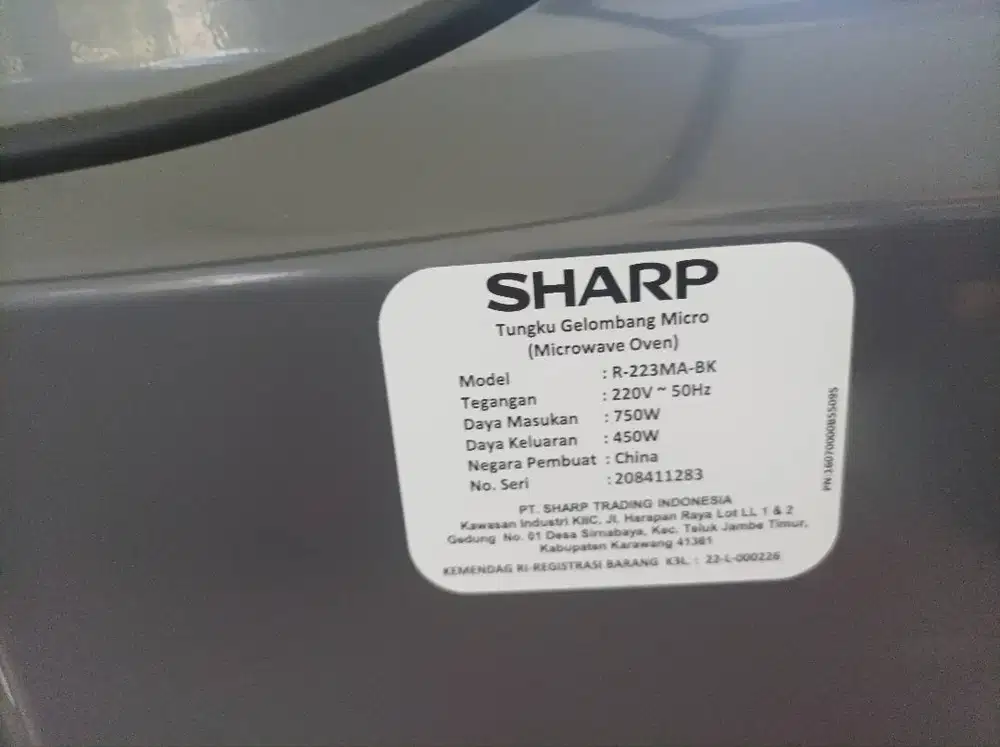 SHARP
Tungku Gelombang Micro
(Microwave Oven)
Model : R-223MA-BK
Tegangan : 220V ~ 50Hz
Daya Masukan : 750W
Daya Keluaran : 450W
Negara Pembuat : China
No. Seri : 208411283
PT. SHARP TRADING INDONESIA
Kawasan Industri KIIC, Jl. Harapan Raya Lot LL 1 & 2
Gedung No. 01 Desa Sirnabaya, Kec. Teluk Jambe Timur,
Kabupaten Karawang 41361
KEMENDAG RI-REGISTRASI BARANG K3L : 22-L-000226